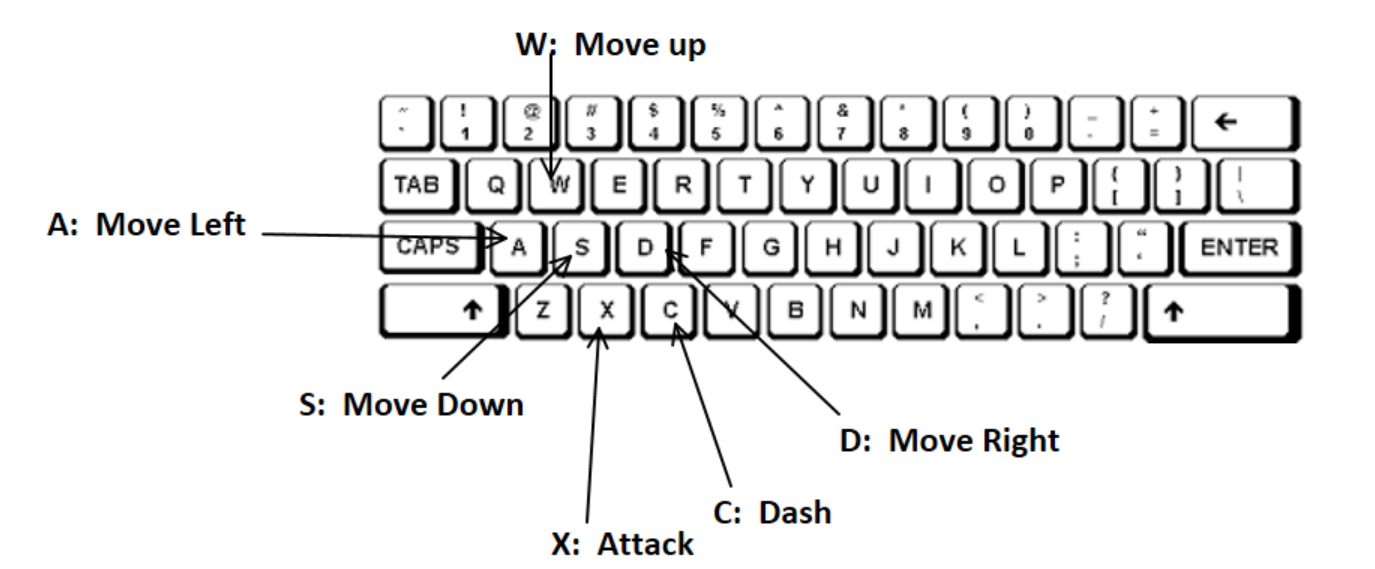 W: Move up
~ ! @ # $ % ^ & * ( ) _ +
` 1 2 3 4 5 6 7 8 9 0 - = ←
TAB Q W E R T Y U I O P { [ } ] | \
A: Move Left
CAPS A S D F G H J K L : ; “ ‘ ENTER
↑ Z X C V B N M < , > . ? / ↑
S: Move Down
D: Move Right
C: Dash
X: Attack